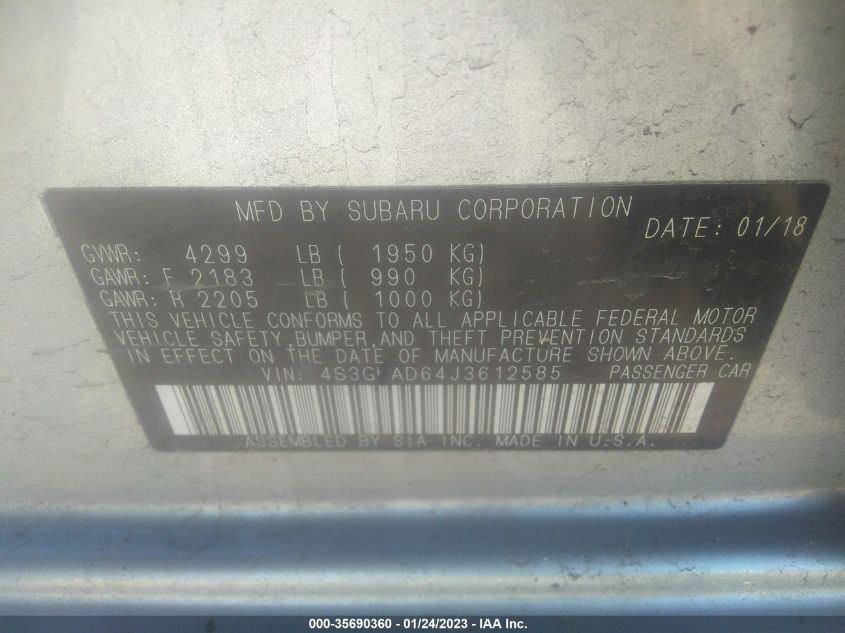 MFD BY SUBARU CORPORATION
DATE: 01/18
GVWR: 4299 LB ( 1950 KG)
GAWR: F 2183 LB ( 990 KG)
GAWR: R 2205 LB ( 1000 KG)
THIS VEHICLE CONFORMS TO ALL APPLICABLE FEDERAL MOTOR
VEHICLE SAFETY,BUMPER,AND THEFT PREVENTION STANDARDS
IN EFFECT ON THE DATE OF MANUFACTURE SHOWN ABOVE.
VIN: 4S3GKAD64J3612585 PASSENGER CAR
ASSEMBLED BY SIA INC. MADE IN U.S.A.
000-35690360 - 01/24/2023 - IAA Inc.